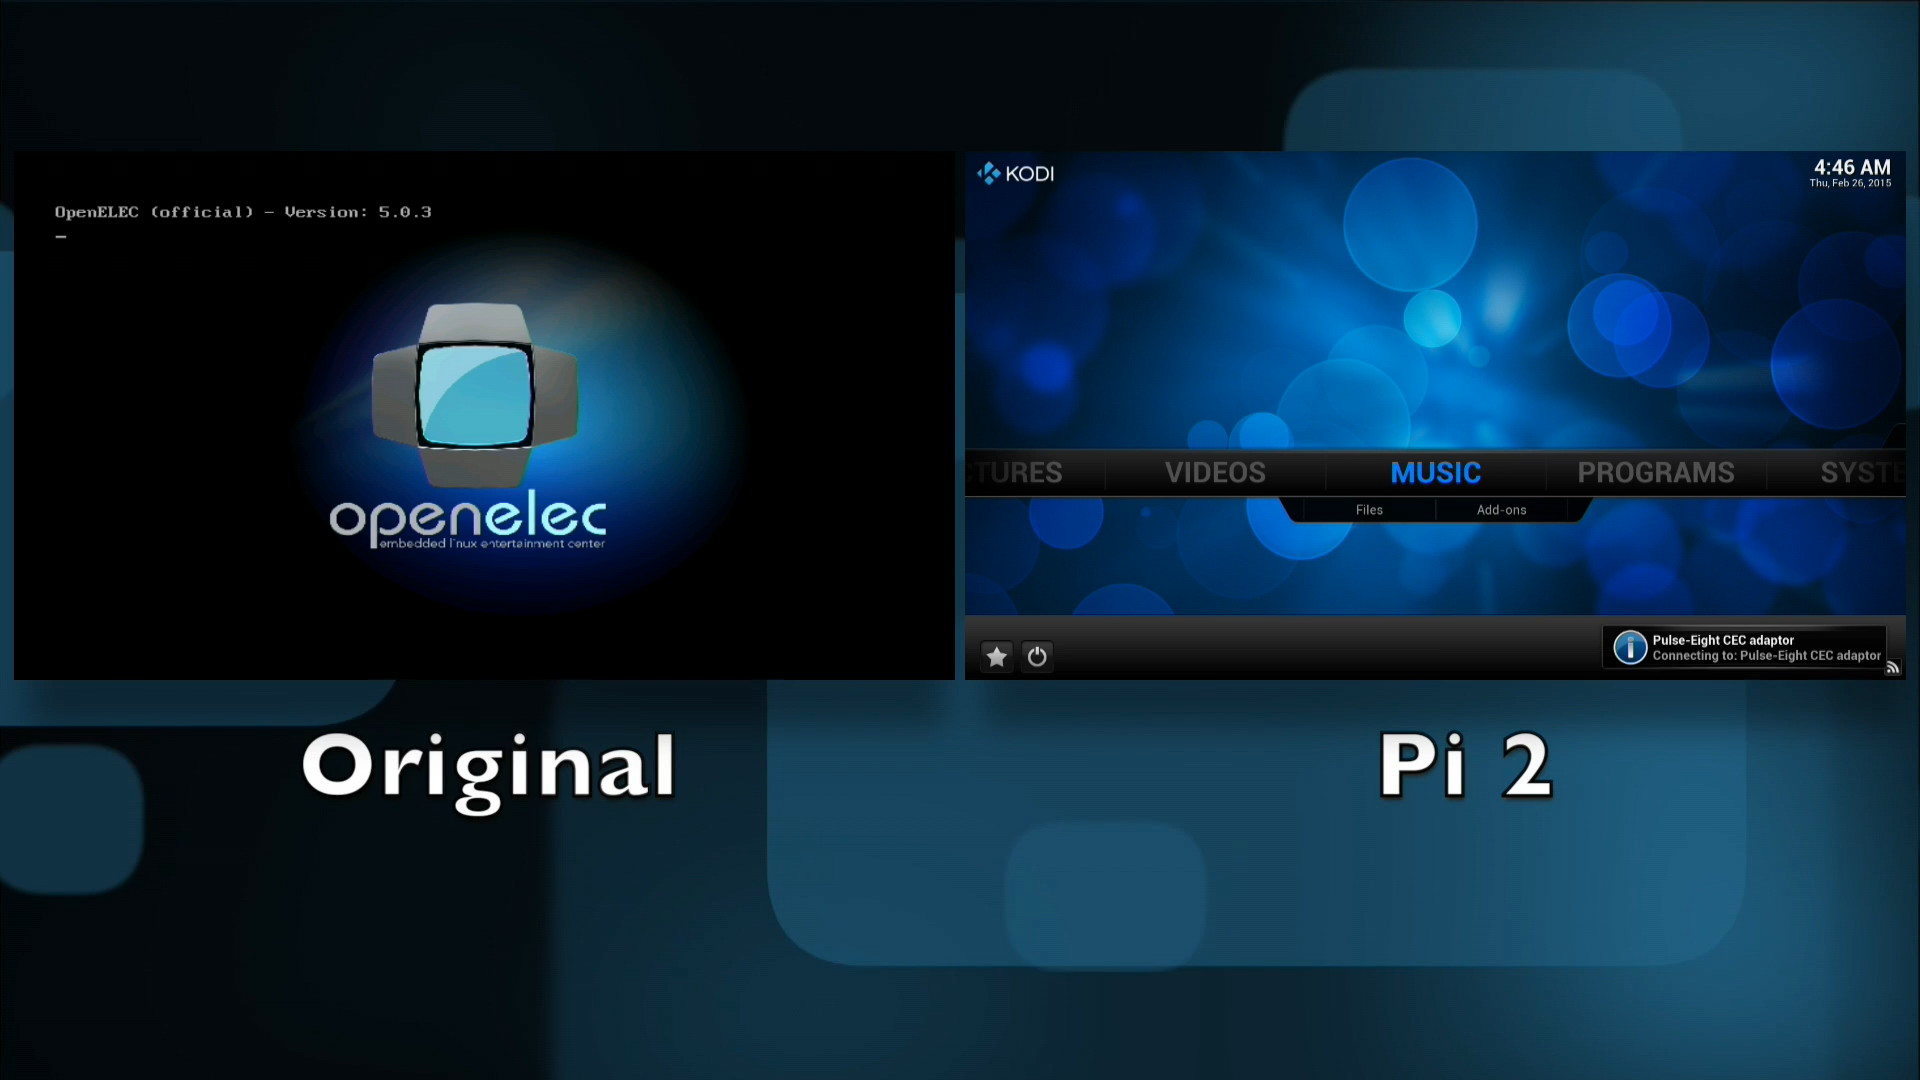 OpenELEC (official) - Version: 5.0.3
openelec
embedded linux entertainment center
Original
KODI
4:46 AM
Thu, Feb 26, 2015
CTURES VIDEOS MUSIC PROGRAMS SYSTE
Files Add-ons
Pulse-Eight CEC adaptor
Connecting to: Pulse-Eight CEC adaptor
Pi 2